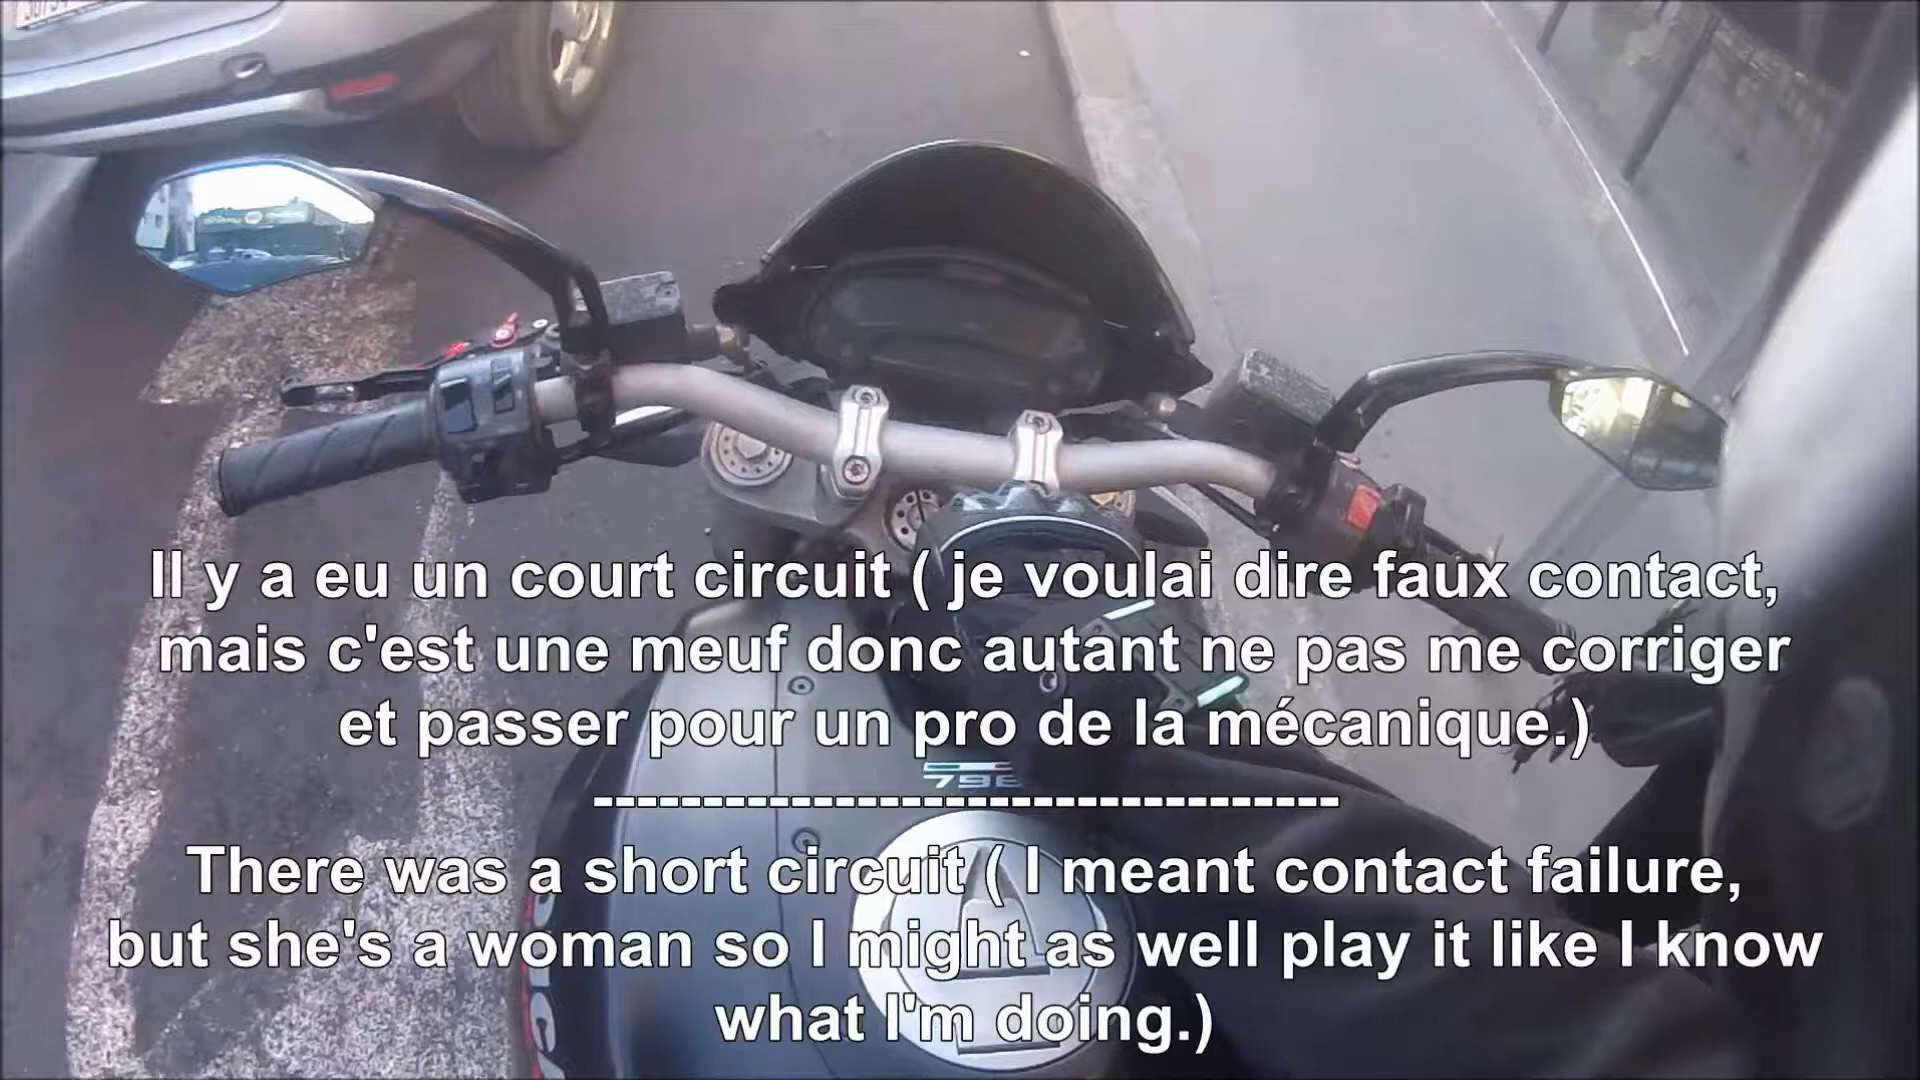 Il y a eu un court circuit ( je voulai dire faux contact,
mais c'est une meuf donc autant ne pas me corriger
et passer pour un pro de la mécanique.)
796
----------------------------------
There was a short circuit ( I meant contact failure,
but she's a woman so I might as well play it like I know
what I'm doing.)